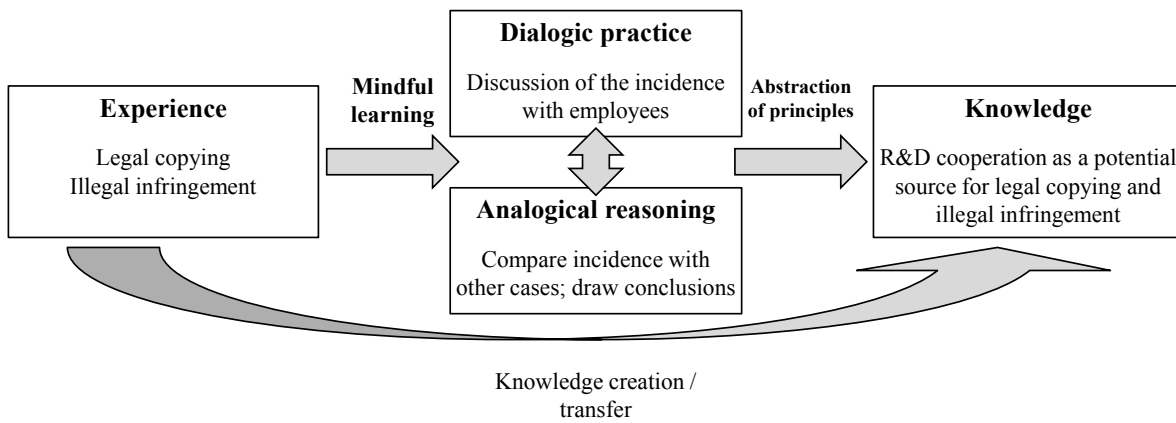 Experience
Legal copying
Illegal infringement
Mindful
learning
Dialogic practice
Discussion of the incidence
with employees
Analogical reasoning
Compare incidence with
other cases; draw conclusions
Abstraction
of principles
Knowledge
R&D cooperation as a potential
source for legal copying and
illegal infringement
Knowledge creation /
transfer